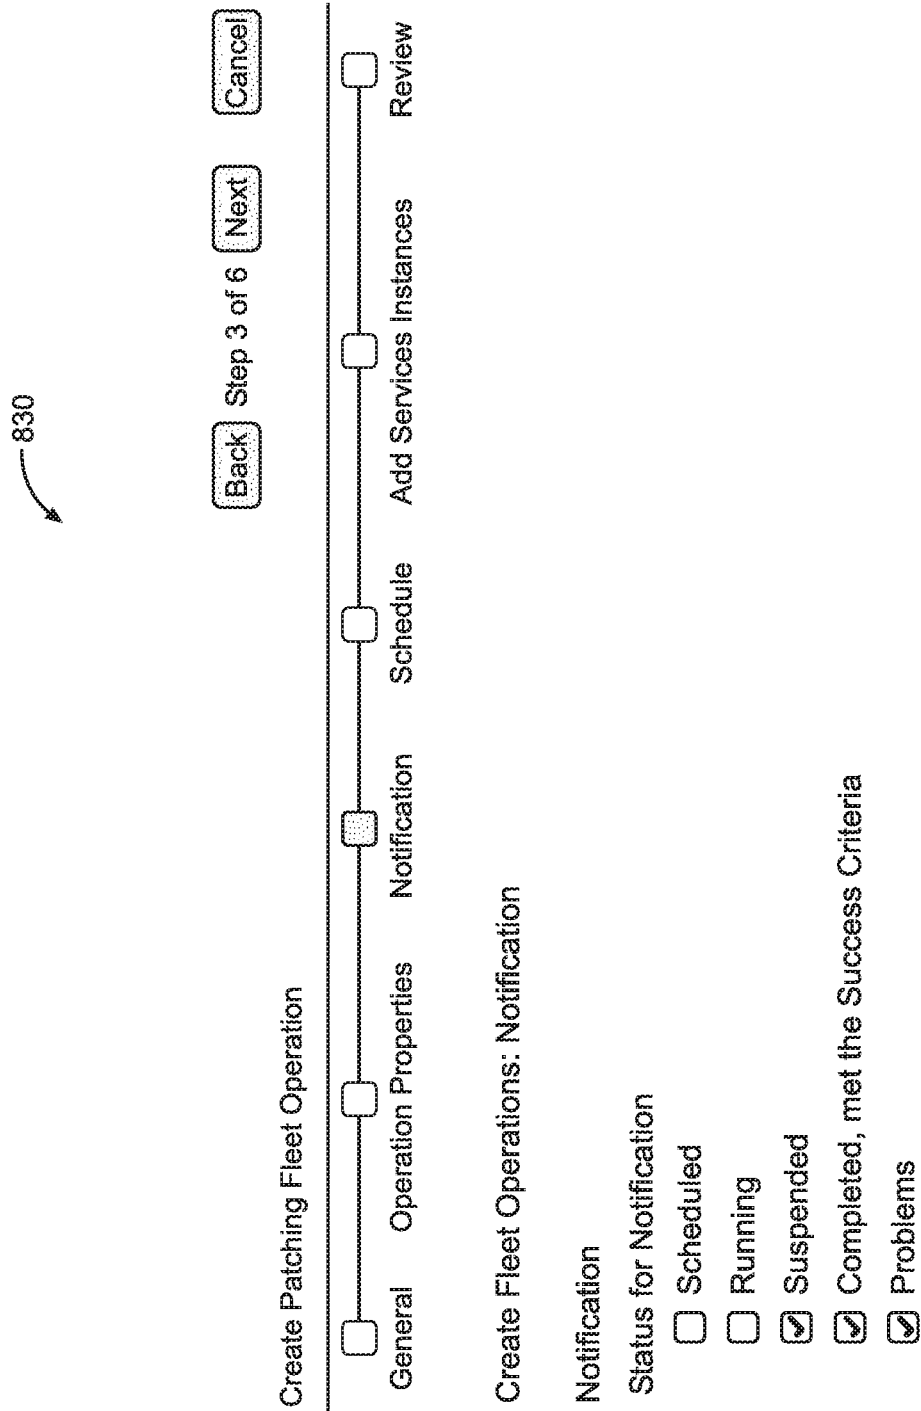 830
Back Step 3 of 6 Next Cancel
Create Patching Fleet Operation
General Operation Properties Notification Schedule Add Services Instances Review
Create Fleet Operations: Notification
Notification
Status for Notification
Scheduled
Running
Suspended
Completed, met the Success Criteria
Problems